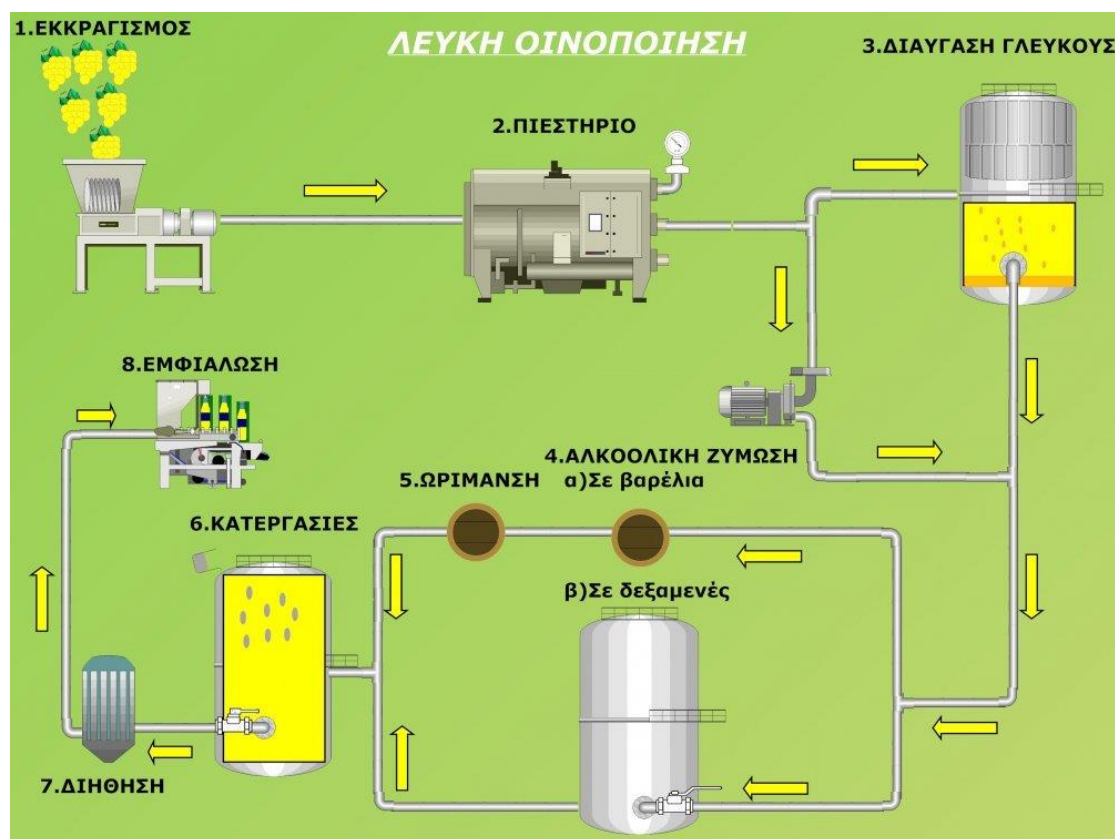 ΛΕΥΚΗ ΟΙΝΟΠΟΙΗΣΗ
1.ΕΚΚΡΑΓΙΣΜΟΣ
2.ΠΙΕΣΤΗΡΙΟ
3.ΔΙΑΥΓΑΣΗ ΓΛΕΥΚΟΥΣ
4.ΑΛΚΟΟΛΙΚΗ ΖΥΜΩΣΗ
α)Σε βαρέλια
β)Σε δεξαμενές
5.ΩΡΙΜΑΝΣΗ
6.ΚΑΤΕΡΓΑΣΙΕΣ
7.ΔΙΗΘΗΣΗ
8.ΕΜΦΙΑΛΩΣΗ